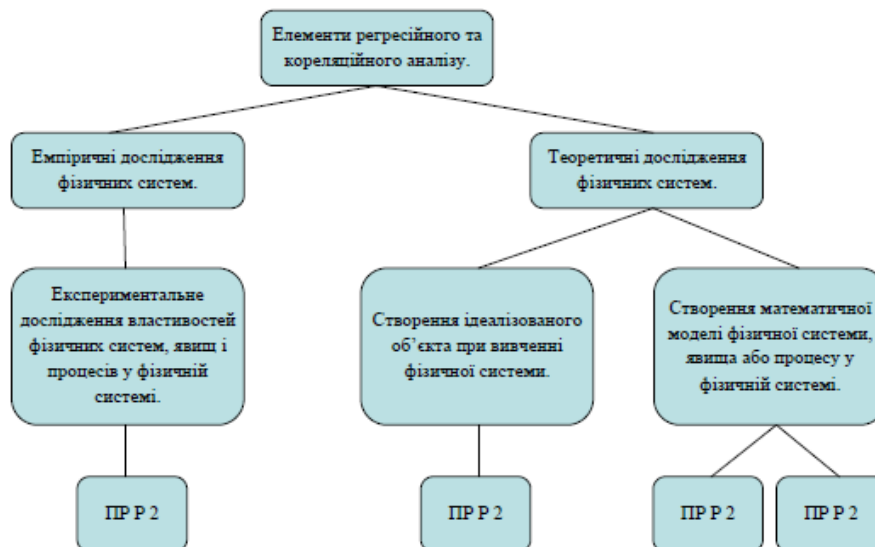 Елементи регресійного та
кореляційного аналізу.
Емпіричні дослідження
фізичних систем.
Теоретичні дослідження
фізичних систем.
Експериментальне
дослідження властивостей
фізичних систем, явищ і
процесів у фізичній
системі.
Створення ідеалізованого
об’єкта при вивченні
фізичної системи.
Створення математичної
моделі фізичної системи,
явища або процесу у
фізичній системі.
ПР Р 2
ПР Р 2
ПР Р 2
ПР Р 2